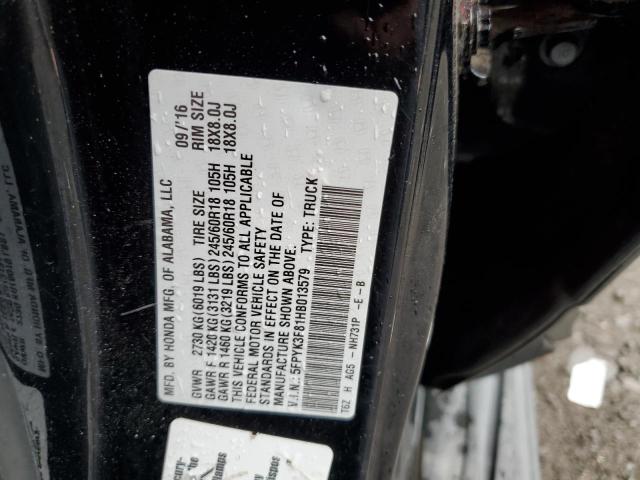 MFD. BY HONDA MFG. OF ALABAMA, LLC 09/'16
GVWR 2730 KG (6019 LBS) TIRE SIZE RIM SIZE
GAWR F 1420 KG (3131 LBS) 245/60R18 105H 18X8.0J
GAWR R 1460 KG (3219 LBS) 245/60R18 105H 18X8.0J
THIS VEHICLE CONFORMS TO ALL APPLICABLE
FEDERAL MOTOR VEHICLE SAFETY
STANDARDS IN EFFECT ON THE DATE OF
MANUFACTURE SHOWN ABOVE.
V.I.N.: 5FPYK3F81HB013579 TYPE: TRUCK
T6Z H AG5 - NH731P -E-B